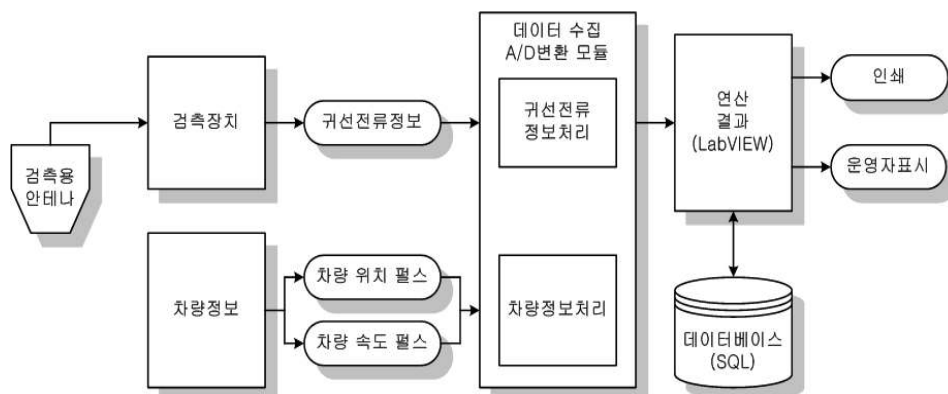 데이터 수집
A/D변환 모듈
검측장치
귀선전류정보
귀선전류
정보처리
연산
결과
(LabVIEW)
인쇄
운영자표시
검측용
안테나
차량정보
차량 위치 펄스
차량 속도 펄스
차량정보처리
데이터베이스
(SQL)